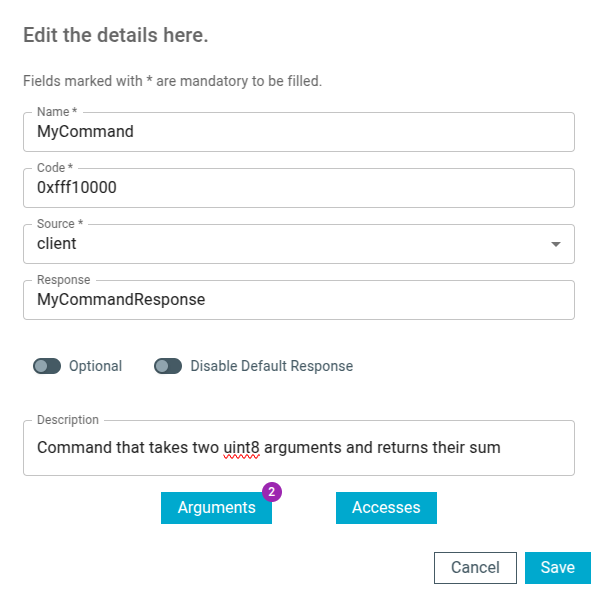 Edit the details here.
Fields marked with * are mandatory to be filled.
Name *
MyCommand
Code *
0xfff10000
Source *
client
Response
MyCommandResponse
Optional Disable Default Response
Description
Command that takes two uint8 arguments and returns their sum
2
Arguments Accesses
Cancel Save